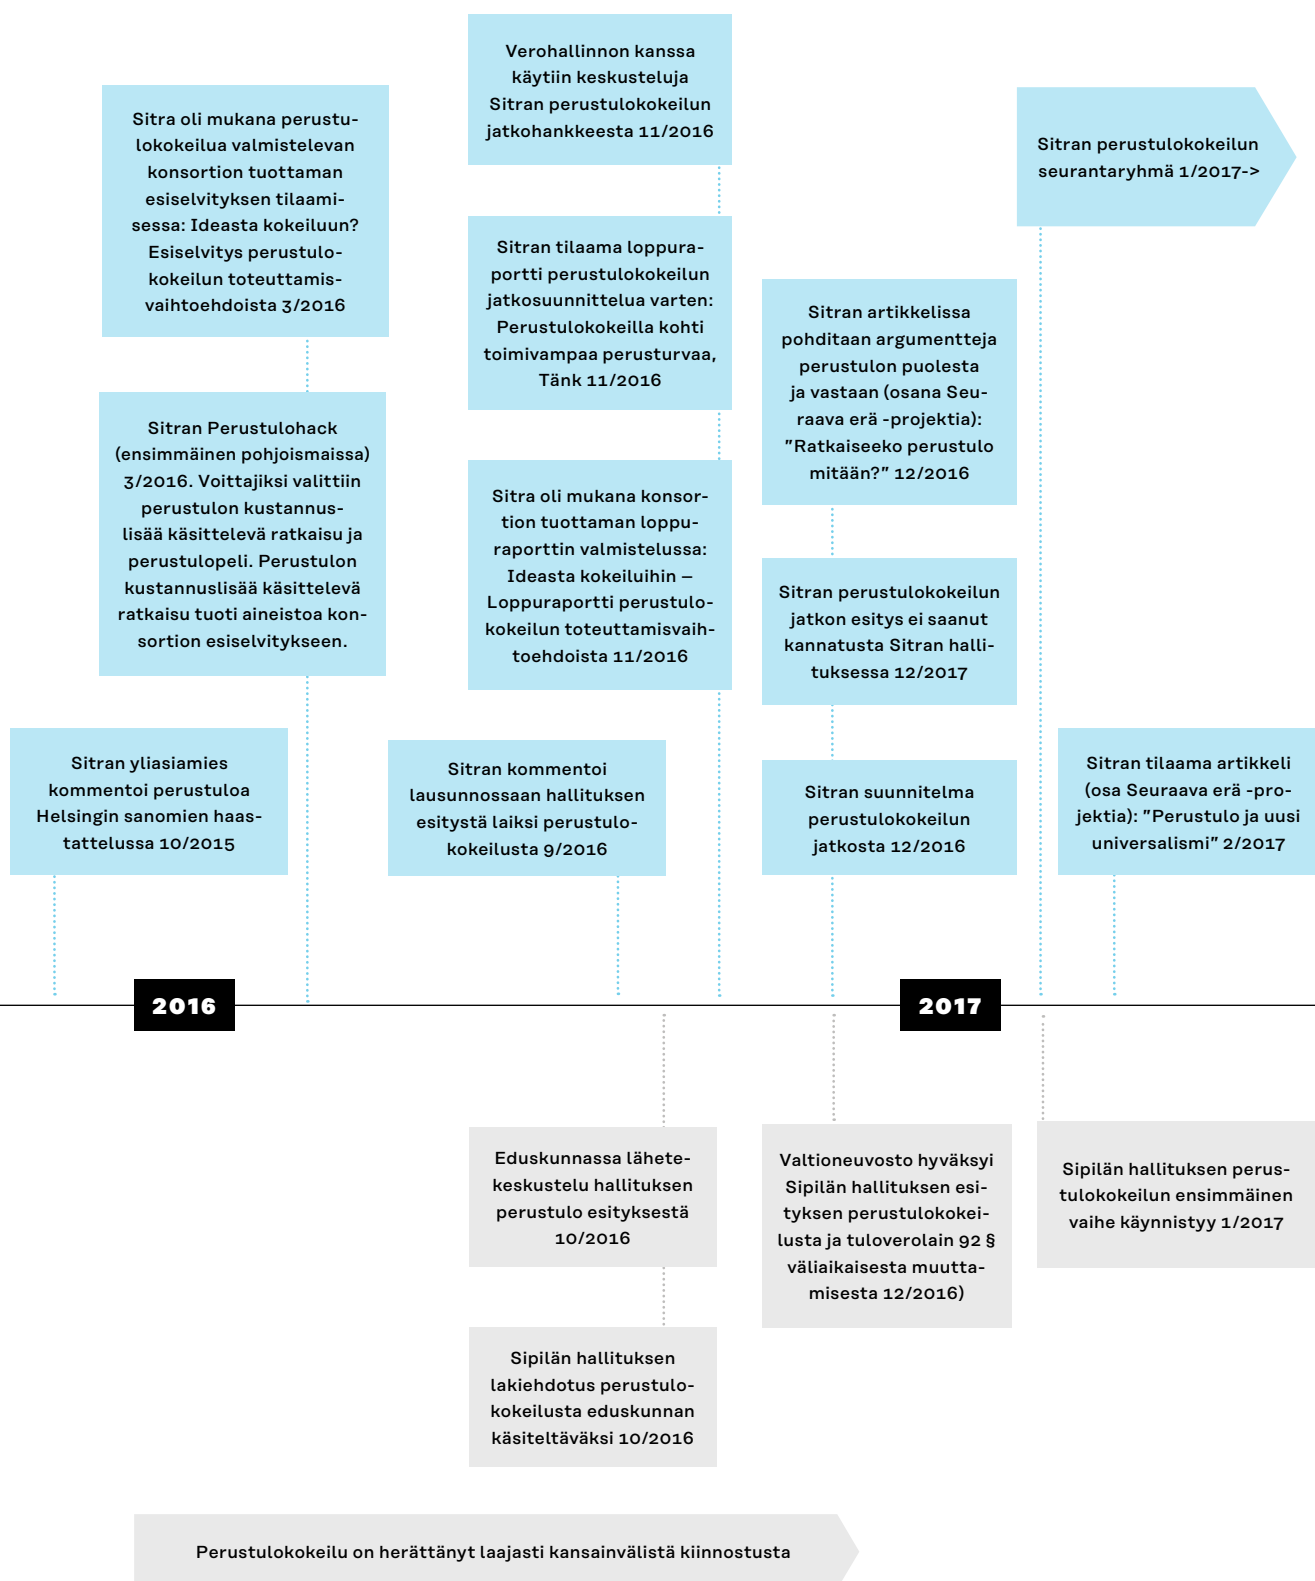 Verohallinnon kanssa
käytiin keskusteluja
Sitran perustulokokeilun
jatkohankkeesta 11/2016
Sitra oli mukana perustu-
lokokeilua valmistelevan
konsortion tuottaman
esiselvityksen tilaami-
sessa: Ideasta kokeiluun?
Esiselvitys perustulo-
kokeilun toteuttamis-
vaihtoehdoista 3/2016
Sitran perustulokokeilun
seurantaryhmä 1/2017->
Sitran tilaama loppura-
portti perustulokokeilun
jatkosuunnittelua varten:
Perustulokokeilla kohti
toimivampaa perusturvaa,
Tänk 11/2016
Sitran artikkelissa
pohditaan argumentteja
perustulon puolesta
ja vastaan (osana Seu-
raava erä -projektia):
”Ratkaiseeko perustulo
mitään?” 12/2016
Sitran Perustulohack
(ensimmäinen pohjoismaissa)
3/2016. Voittajiksi valittiin
perustulon kustannus-
lisää käsittelevä ratkaisu ja
perustulopeli. Perustulon
kustannuslisää käsittelevä
ratkaisu tuoti aineistoa kon-
sortion esiselvitykseen.
Sitra oli mukana konsor-
tion tuottaman loppu-
raporttin valmistelussa:
Ideasta kokeiluihin –
Loppuraportti perustulo-
kokeilun toteuttamisvaih-
toehdoista 11/2016
Sitran perustulokokeilun
jatkon esitys ei saanut
kannatusta Sitran halli-
tuksessa 12/2017
Sitran yliasiamies
kommentoi perustuloa
Helsingin sanomien haas-
tattelussa 10/2015
Sitran kommentoi
lausunnossaan hallituksen
esitystä laiksi perustulo-
kokeilusta 9/2016
Sitran suunnitelma
perustulokokeilun
jatkosta 12/2016
Sitran tilaama artikkeli
(osa Seuraava erä -pro-
jektia): ”Perustulo ja uusi
universalismi” 2/2017
2016
2017
Eduskunnassa lähete-
keskustelu hallituksen
perustulo esityksestä
10/2016
Valtioneuvosto hyväksyi
Sipilän hallituksen esi-
tyksen perustulokokei-
lusta ja tuloverolain 92 §
väliaikaisesta muutta-
misesta 12/2016)
Sipilän hallituksen perus-
tulokokeilun ensimmäinen
vaihe käynnistyy 1/2017
Sipilän hallituksen
lakiehdotus perustulo-
kokeilusta eduskunnan
käsiteltäväksi 10/2016
Perustulokokeilu on herättänyt laajasti kansainvälistä kiinnostusta